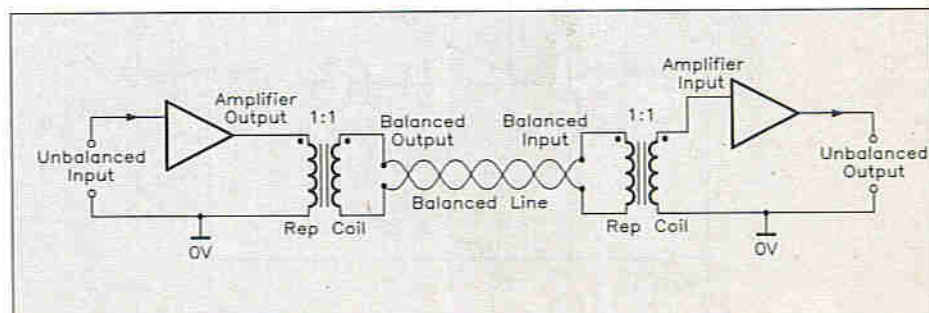 Amplifier
Output
1:1
Balanced
Output
Balanced
Input
1:1
Amplifier
Input
Unbalanced
Input
Balanced Line
Unbalanced
Output
Rep Coil
Rep Coil
0V
0V